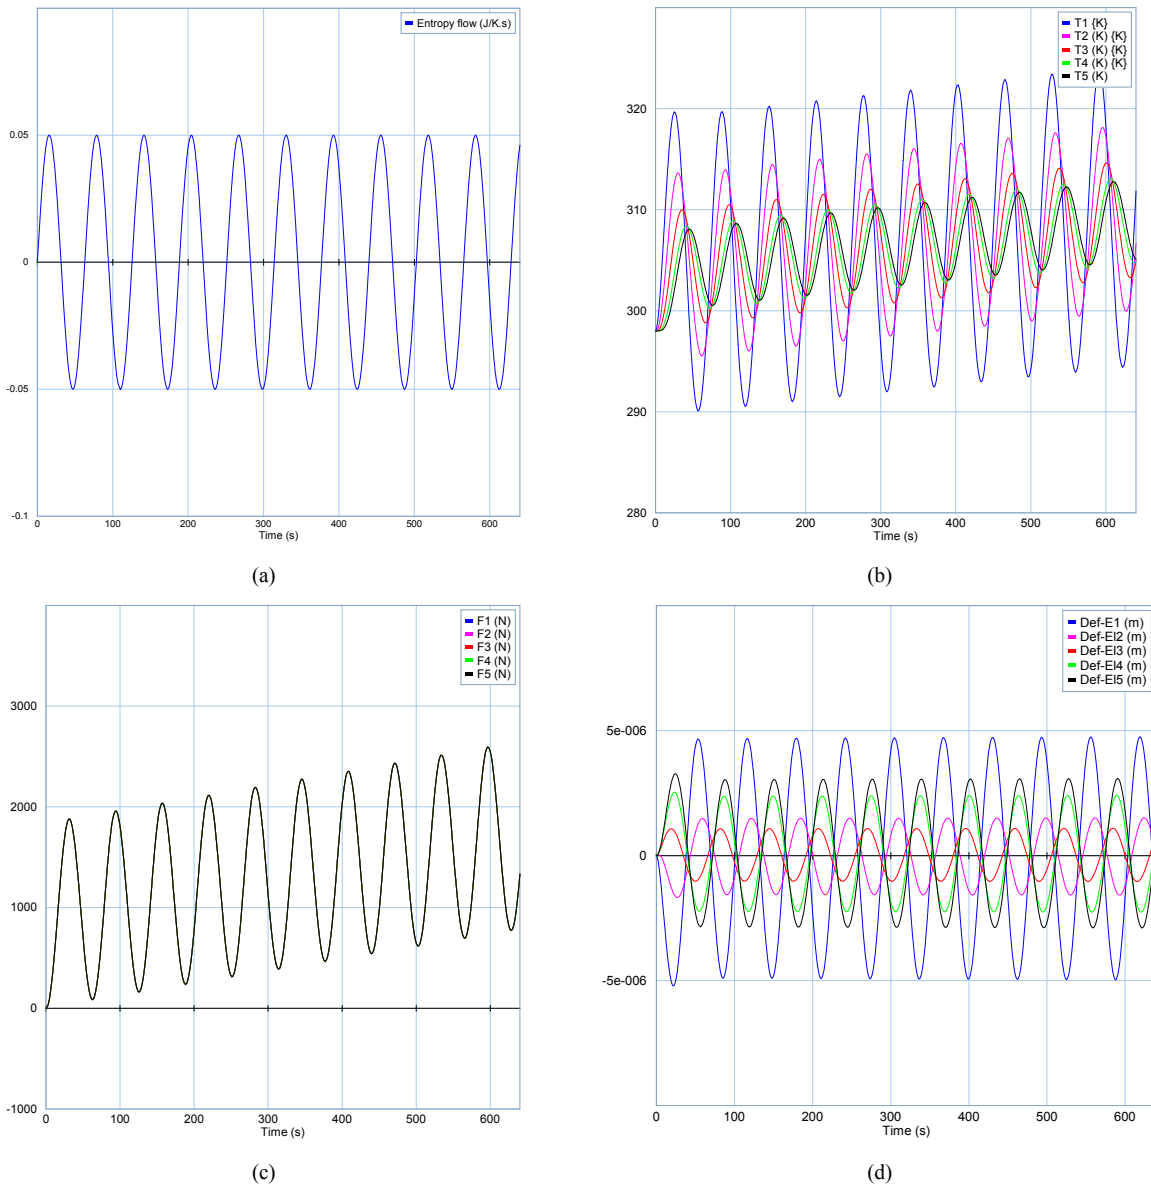 Entropy flow (J/K.s)
0.05
0
-0.05
-0.1
0 100 200 300 400 500 600
Time (s)
(a)
T1 {K}
T2 (K) {K}
T3 (K) {K}
T4 (K) {K}
T5 (K)
320
310
300
290
280
0 100 200 300 400 500 600
Time (s)
(b)
F1 (N)
F2 (N)
F3 (N)
F4 (N)
F5 (N)
3000
2000
1000
0
-1000
0 100 200 300 400 500 600
Time (s)
(c)
Def-E1 (m)
Def-El2 (m)
Def-El3 (m)
Def-El4 (m)
Def-El5 (m)
5e-006
0
-5e-006
0 100 200 300 400 500 600
Time (s)
(d)